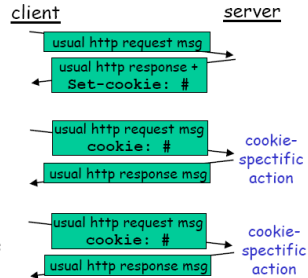 client
server
usual http request msg
usual http response +
Set-cookie: #
usual http request msg
cookie: #
usual http response msg
cookie-
spectific
action
usual http request msg
cookie: #
usual http response msg
cookie-
spectific
action